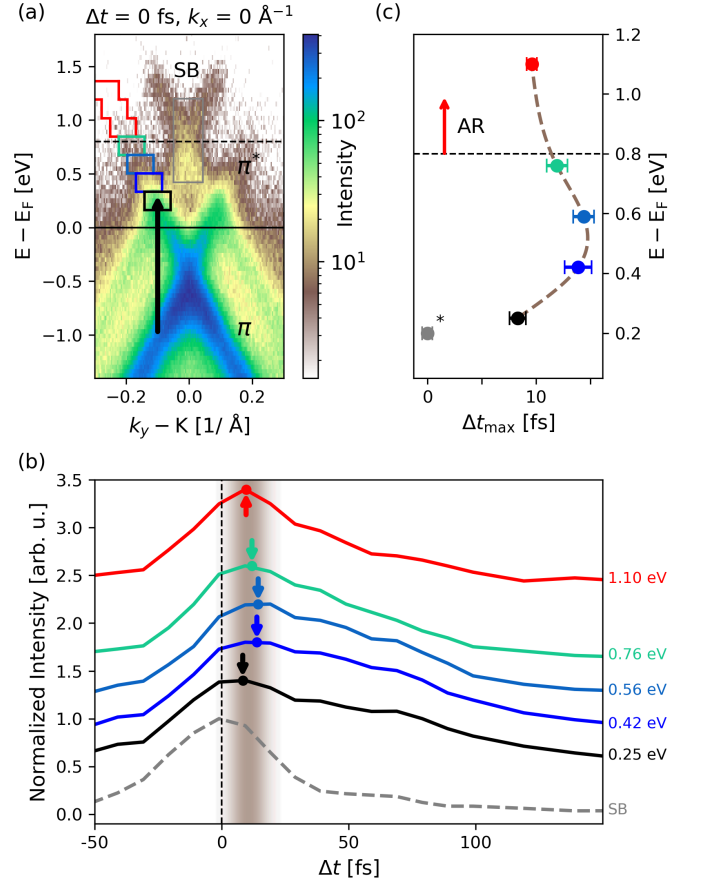 (a)
Δt = 0 fs, kₓ = 0 Å⁻¹
SB
π*
π
1.5
1.0
0.5
0.0
−0.5
−1.0
E − E_F [eV]
−0.2
0.0
0.2
k_y − K [1/ Å]
10²
10¹
Intensity
(c)
AR
*
1.2
1.0
0.8
0.6
0.4
0.2
E − E_F [eV]
0
10
Δt_max [fs]
(b)
3.5
3.0
2.5
2.0
1.5
1.0
0.5
0.0
Normalized Intensity [arb. u.]
1.10 eV
0.76 eV
0.56 eV
0.42 eV
0.25 eV
SB
-50
0
50
100
Δt [fs]